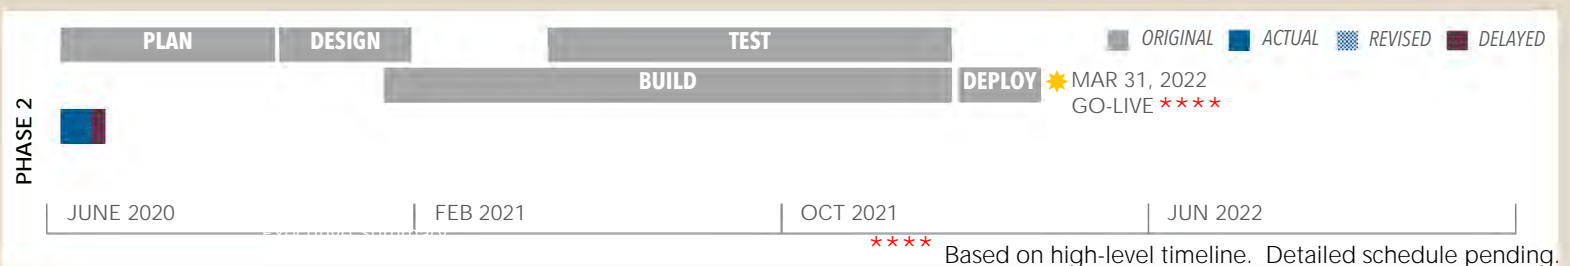 PLAN DESIGN TEST ORIGINAL ACTUAL REVISED DELAYED
BUILD DEPLOY MAR 31, 2022
GO-LIVE ****
PHASE 2
JUNE 2020 FEB 2021 OCT 2021 JUN 2022
**** Based on high-level timeline. Detailed schedule pending.